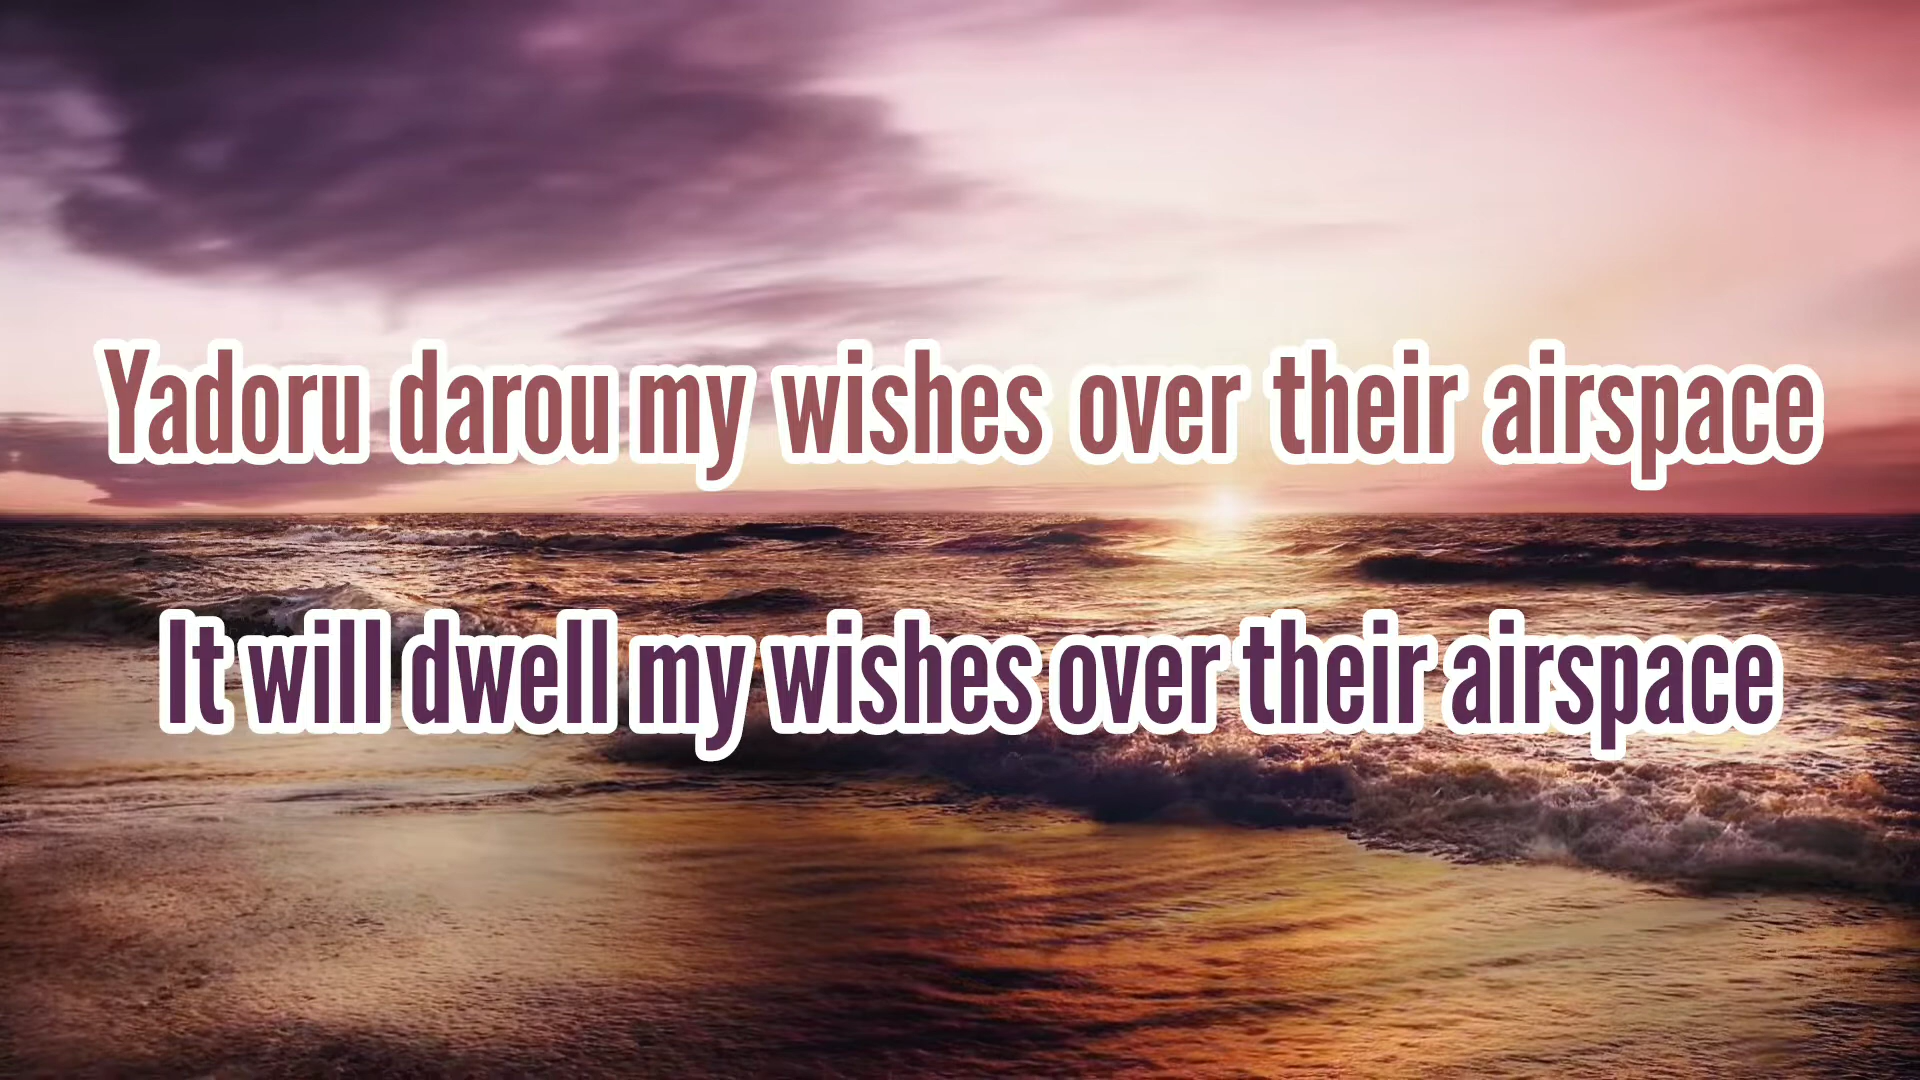 Yadoru darou my wishes over their airspace
It will dwell my wishes over their airspace